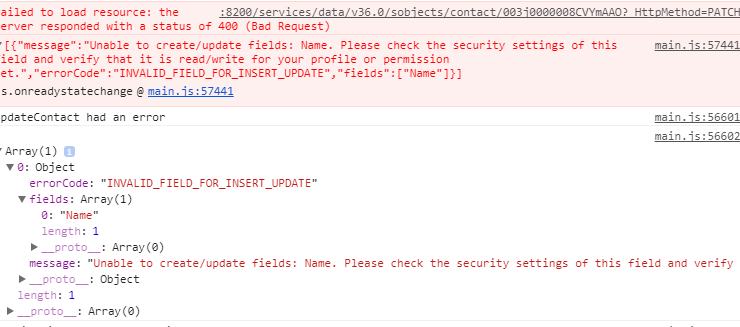 ailed to load resource: the :8200/services/data/v36.0/sobjects/contact/003j0000008CVYmAAO?_HttpMethod=PATCH
erver responded with a status of 400 (Bad Request)
[{"message":"Unable to create/update fields: Name. Please check the security settings of this main.js:57441
ield and verify that it is read/write for your profile or permission
et.","errorCode":"INVALID_FIELD_FOR_INSERT_UPDATE","fields":["Name"]}]
s.onreadystatechange @ main.js:57441
pdateContact had an error main.js:56601
main.js:56602
Array(1)
0: Object
errorCode: "INVALID_FIELD_FOR_INSERT_UPDATE"
fields: Array(1)
0: "Name"
length: 1
__proto__: Array(0)
message: "Unable to create/update fields: Name. Please check the security settings of this field and verify
__proto__: Object
length: 1
__proto__: Array(0)